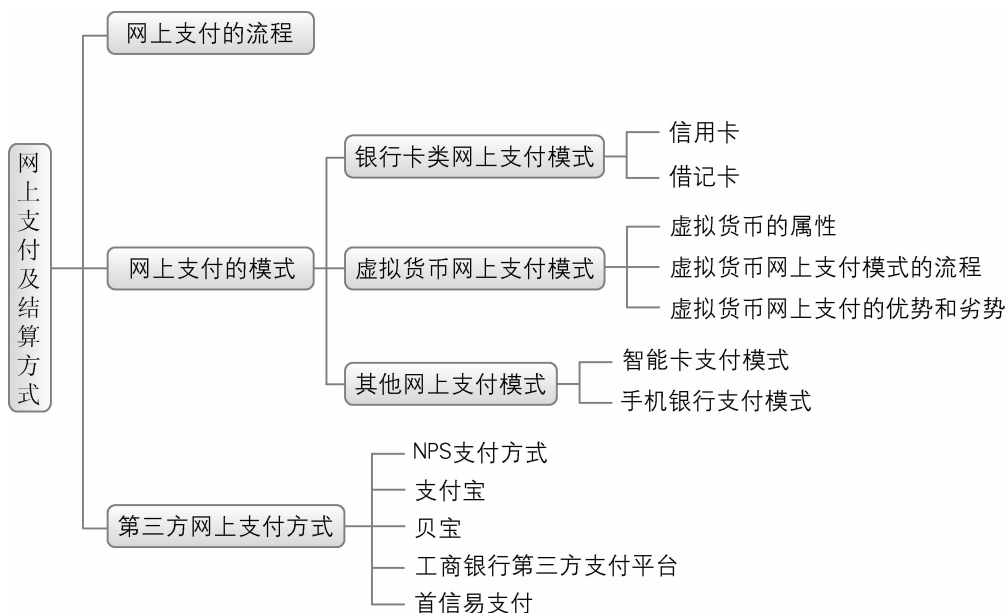 网上支付及结算方式
网上支付的流程
网上支付的模式
银行卡类网上支付模式
信用卡
借记卡
虚拟货币网上支付模式
虚拟货币的属性
虚拟货币网上支付模式的流程
虚拟货币网上支付的优势和劣势
其他网上支付模式
智能卡支付模式
手机银行支付模式
第三方网上支付方式
NPS支付方式
支付宝
贝宝
工商银行第三方支付平台
首信易支付